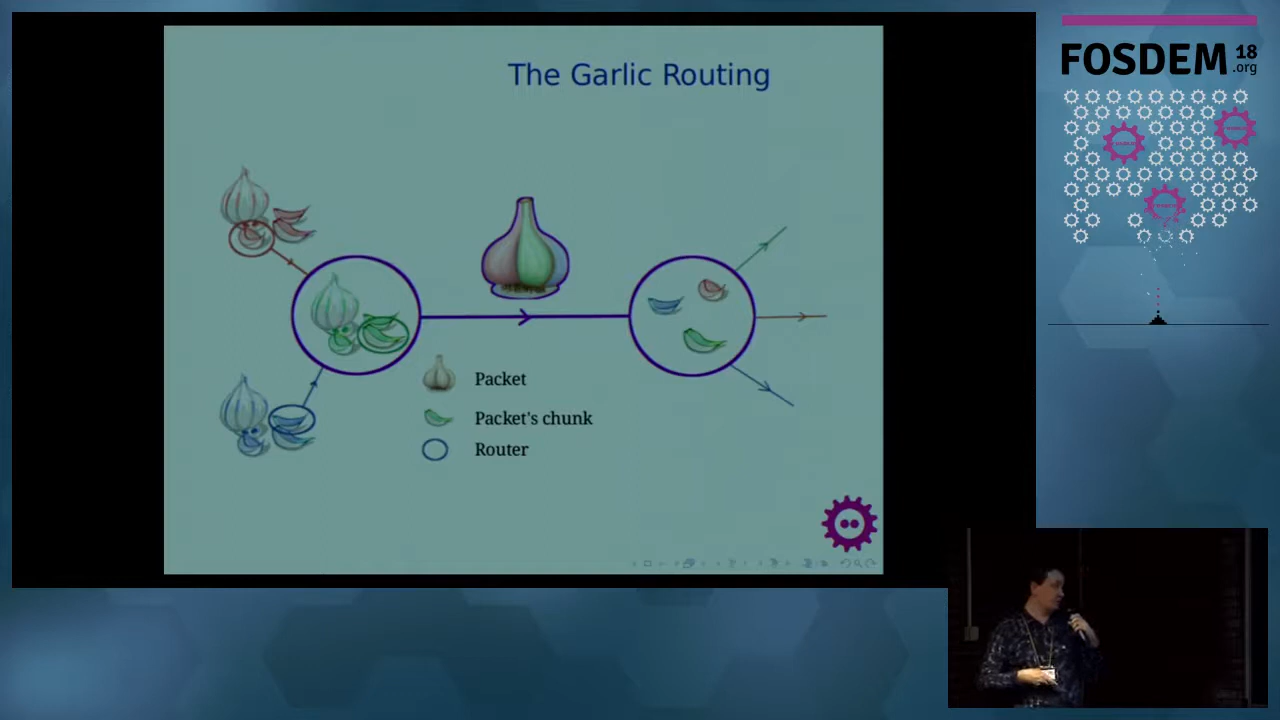 The Garlic Routing
Packet
Packet's chunk
Router
FOSDEM 18
.org